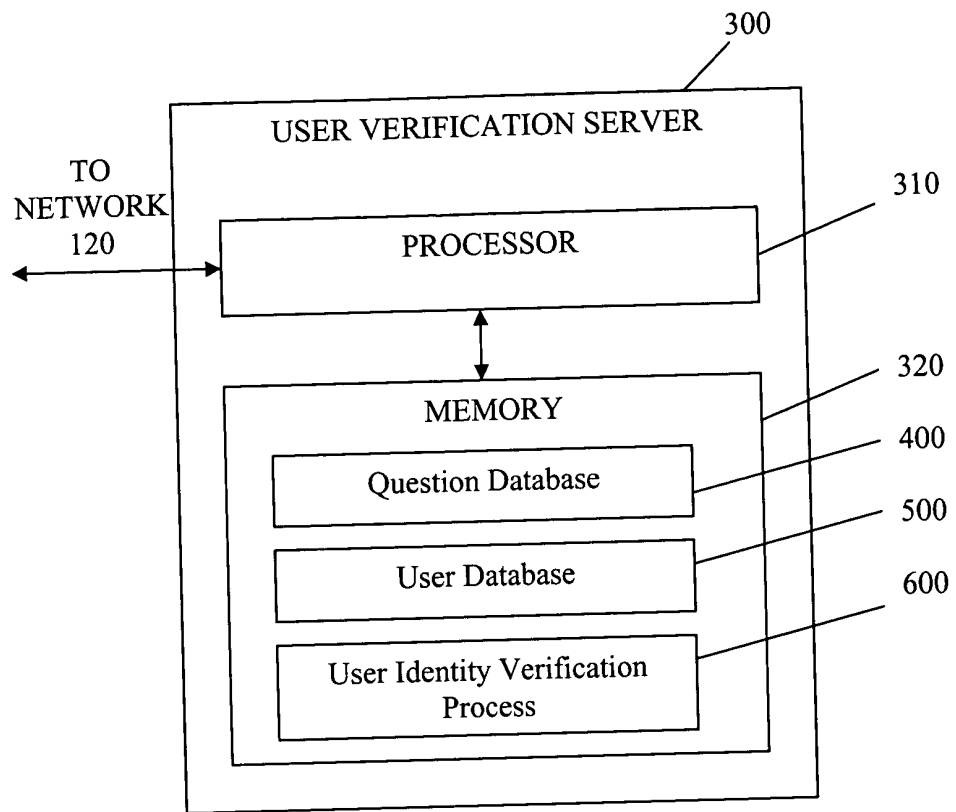 300
USER VERIFICATION SERVER
TO
NETWORK
120
310
PROCESSOR
320
MEMORY
400
Question Database
500
User Database
600
User Identity Verification
Process